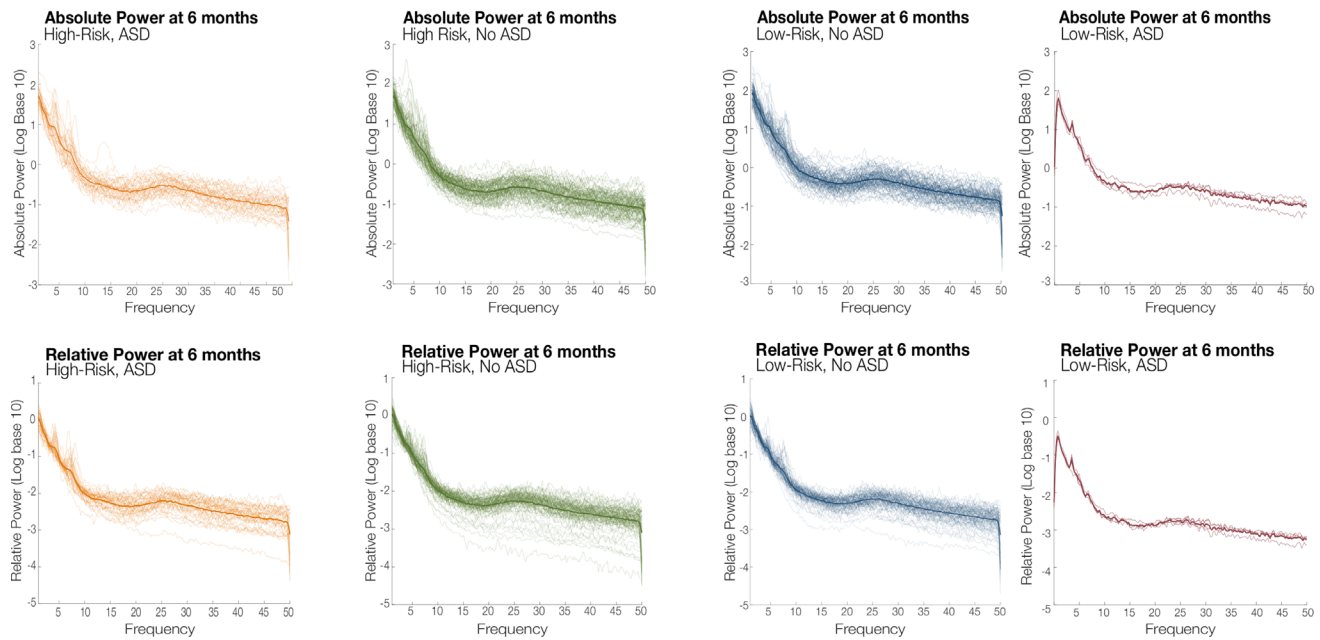 Absolute Power at 6 months
High-Risk, ASD
3
2
1
0
-1
-2
-3
Absolute Power (Log Base 10)
5 10 15 20 25 30 35 40 45 50
Frequency
Absolute Power at 6 months
High Risk, No ASD
3
2
1
0
-1
-2
-3
Absolute Power (Log Base 10)
5 10 15 20 25 30 35 40 45 50
Frequency
Absolute Power at 6 months
Low-Risk, No ASD
3
2
1
0
-1
-2
-3
Absolute Power (Log Base 10)
5 10 15 20 25 30 35 40 45 50
Frequency
Absolute Power at 6 months
Low-Risk, ASD
3
2
1
0
-1
-2
-3
Absolute Power (Log Base 10)
5 10 15 20 25 30 35 40 45 50
Frequency
Relative Power at 6 months
High-Risk, ASD
1
0
-1
-2
-3
-4
-5
Relative Power (Log base 10)
5 10 15 20 25 30 35 40 45 50
Frequency
Relative Power at 6 months
High-Risk, No ASD
1
0
-1
-2
-3
-4
-5
Relative Power (Log base 10)
5 10 15 20 25 30 35 40 45 50
Frequency
Relative Power at 6 months
Low-Risk, No ASD
1
0
-1
-2
-3
-4
-5
Relative Power (Log base 10)
5 10 15 20 25 30 35 40 45 50
Frequency
Relative Power at 6 months
Low-Risk, ASD
1
0
-1
-2
-3
-4
-5
Relative Power (Log base 10)
5 10 15 20 25 30 35 40 45 50
Frequency